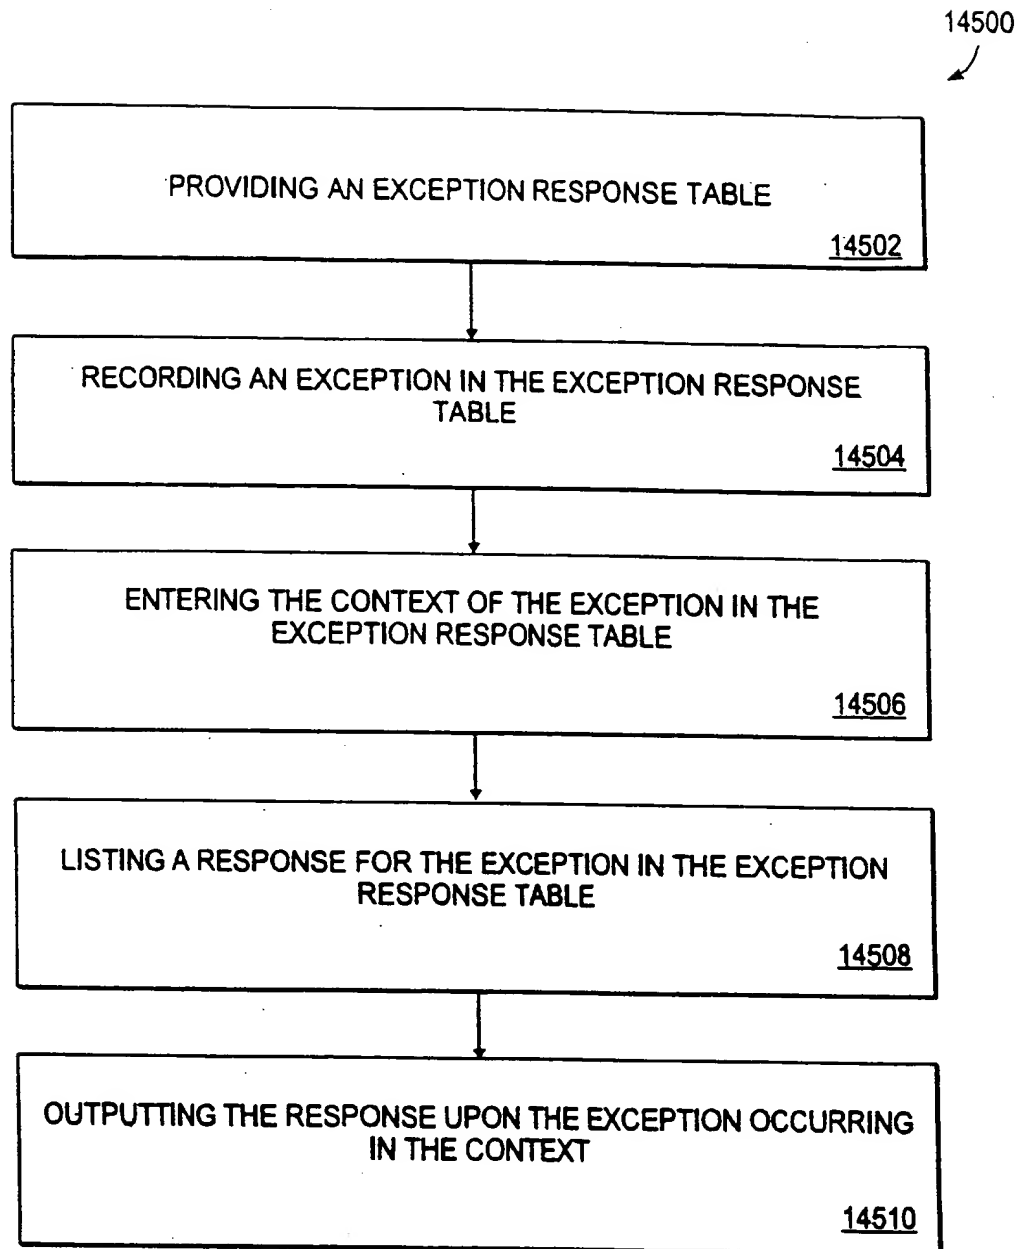 14500
PROVIDING AN EXCEPTION RESPONSE TABLE
14502
RECORDING AN EXCEPTION IN THE EXCEPTION RESPONSE
TABLE
14504
ENTERING THE CONTEXT OF THE EXCEPTION IN THE
EXCEPTION RESPONSE TABLE
14506
LISTING A RESPONSE FOR THE EXCEPTION IN THE EXCEPTION
RESPONSE TABLE
14508
OUTPUTTING THE RESPONSE UPON THE EXCEPTION OCCURRING
IN THE CONTEXT
14510